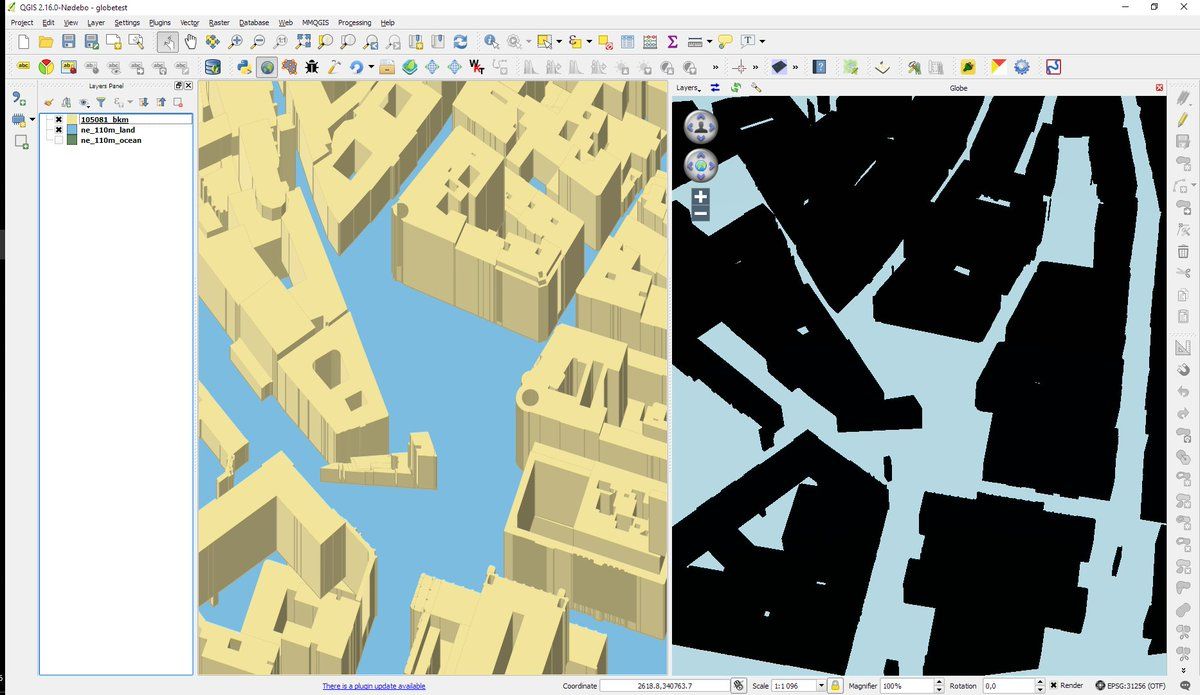 QGIS 2.16.0-Nødebo - globetest
Project Edit View Layer Settings Plugins Vector Raster Database Web MMQGIS Processing Help
Layers Panel
105081_bkm
ne_110m_land
ne_110m_ocean
Layers
Globe
There is a plugin update available
Coordinate 2618.8,340763.7 Scale 1:1 096 Magnifier 100% Rotation 0,0 Render EPSG:31256 (OTF)